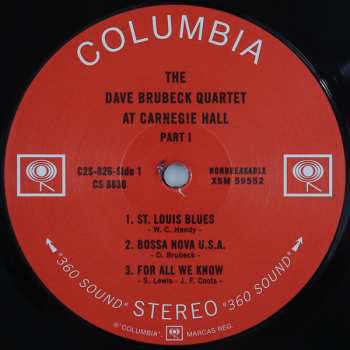 COLUMBIA
THE
DAVE BRUBECK QUARTET
AT CARNEGIE HALL
PART I
C2S-826-Side 1
CS 8836
NONBREAKABLE
XSM 59552
1. ST. LOUIS BLUES
- W. C. Handy -
2. BOSSA NOVA U.S.A.
- D. Brubeck -
3. FOR ALL WE KNOW
- S. Lewis - J. F. Coots -
"360 SOUND" STEREO "360 SOUND"
® "COLUMBIA" MARCAS REG.